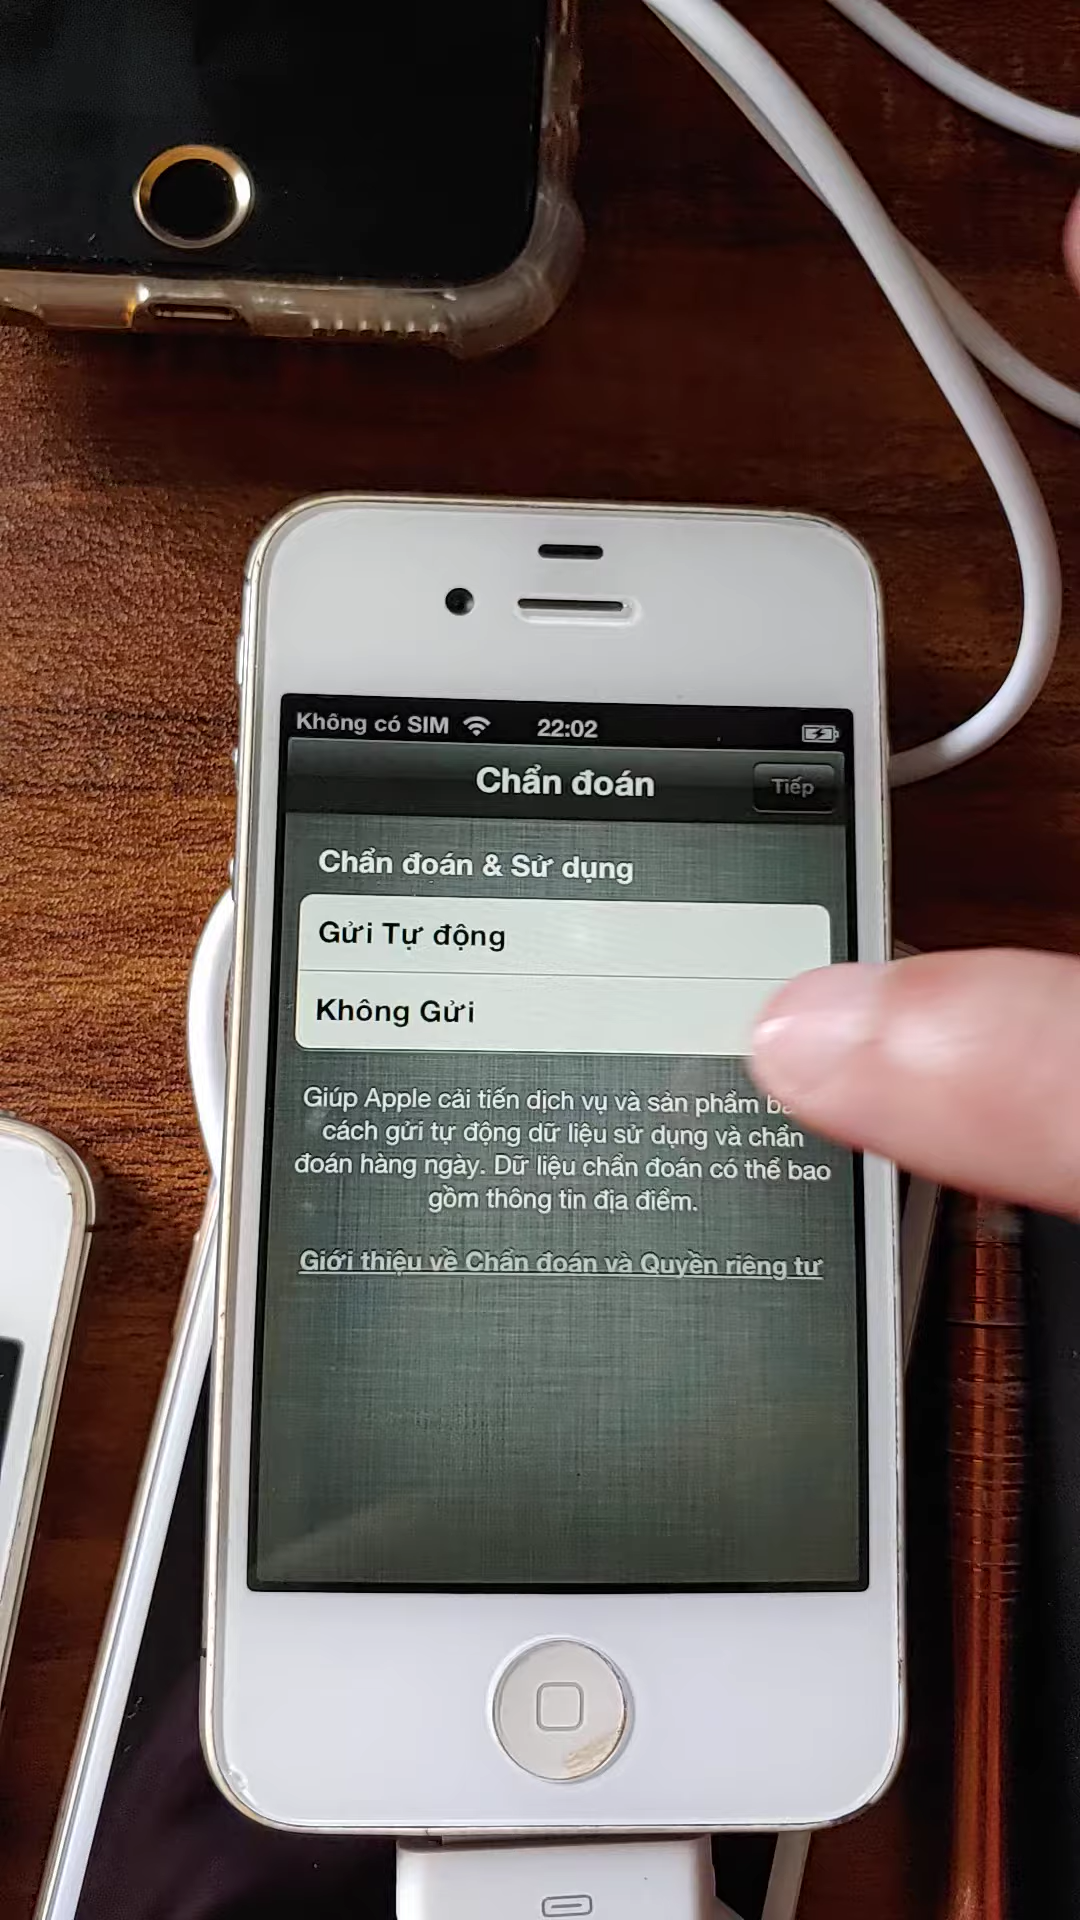 Không có SIM 22:02
Chẩn đoán
Tiếp
Chẩn đoán & Sử dụng
Gửi Tự động
Không Gửi
Giúp Apple cải tiến dịch vụ và sản phẩm
cách gửi tự động dữ liệu sử dụng và chẩn
đoán hàng ngày. Dữ liệu chẩn đoán có thể bao
gồm thông tin địa điểm.
Giới thiệu về Chẩn đoán và Quyền riêng tư